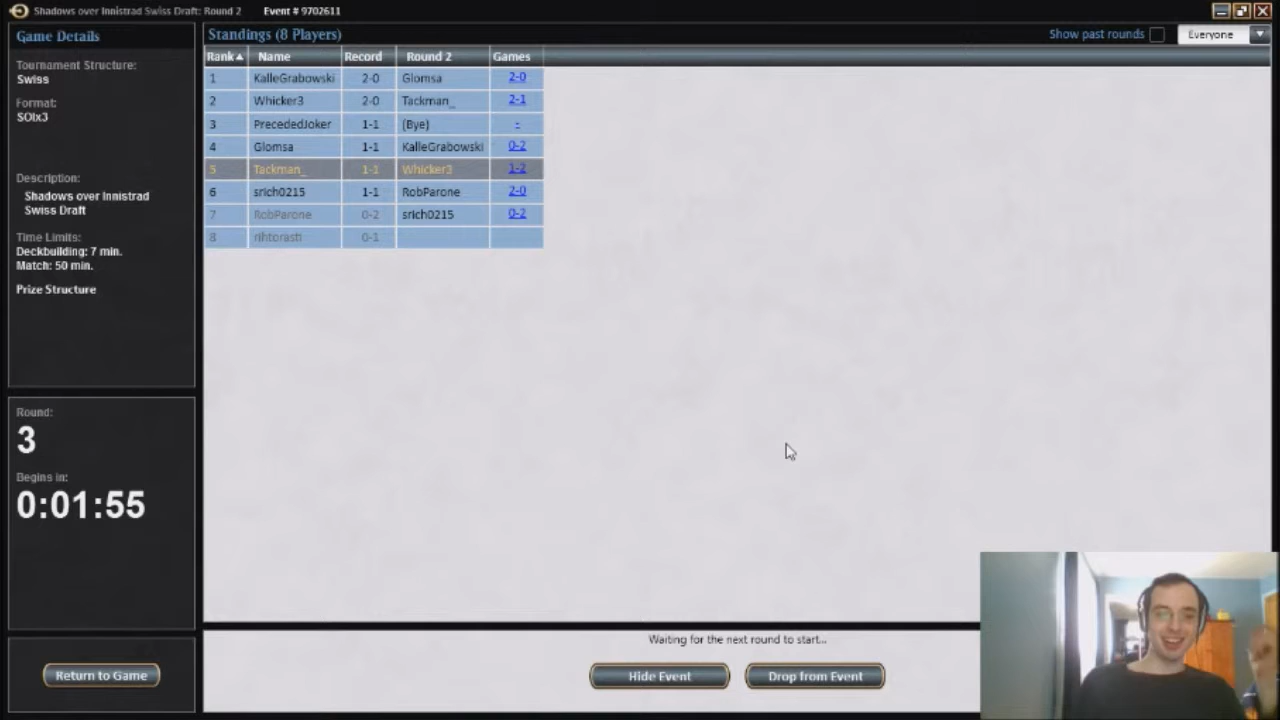 Shadows over Innistrad Swiss Draft: Round 2 Event # 9702611
Game Details
Tournament Structure:
Swiss
Format:
SOIx3
Description:
Shadows over Innistrad
Swiss Draft
Time Limits:
Deckbuilding: 7 min.
Match: 50 min.
Prize Structure
Round:
3
Begins in:
0:01:55
Return to Game
Standings (8 Players)
Show past rounds
Everyone
Rank Name Record Round 2 Games
1 KalleGrabowski 2-0 Glomsa 2-0
2 Whicker3 2-0 Tackman_ 2-1
3 PrecededJoker 1-1 (Bye) -
4 Glomsa 1-1 KalleGrabowski 0-2
5 Tackman_ 1-1 Whicker3 1-2
6 srich0215 1-1 RobParone 2-0
7 RobParone 0-2 srich0215 0-2
8 rihtorasti 0-1
Waiting for the next round to start...
Hide Event
Drop from Event